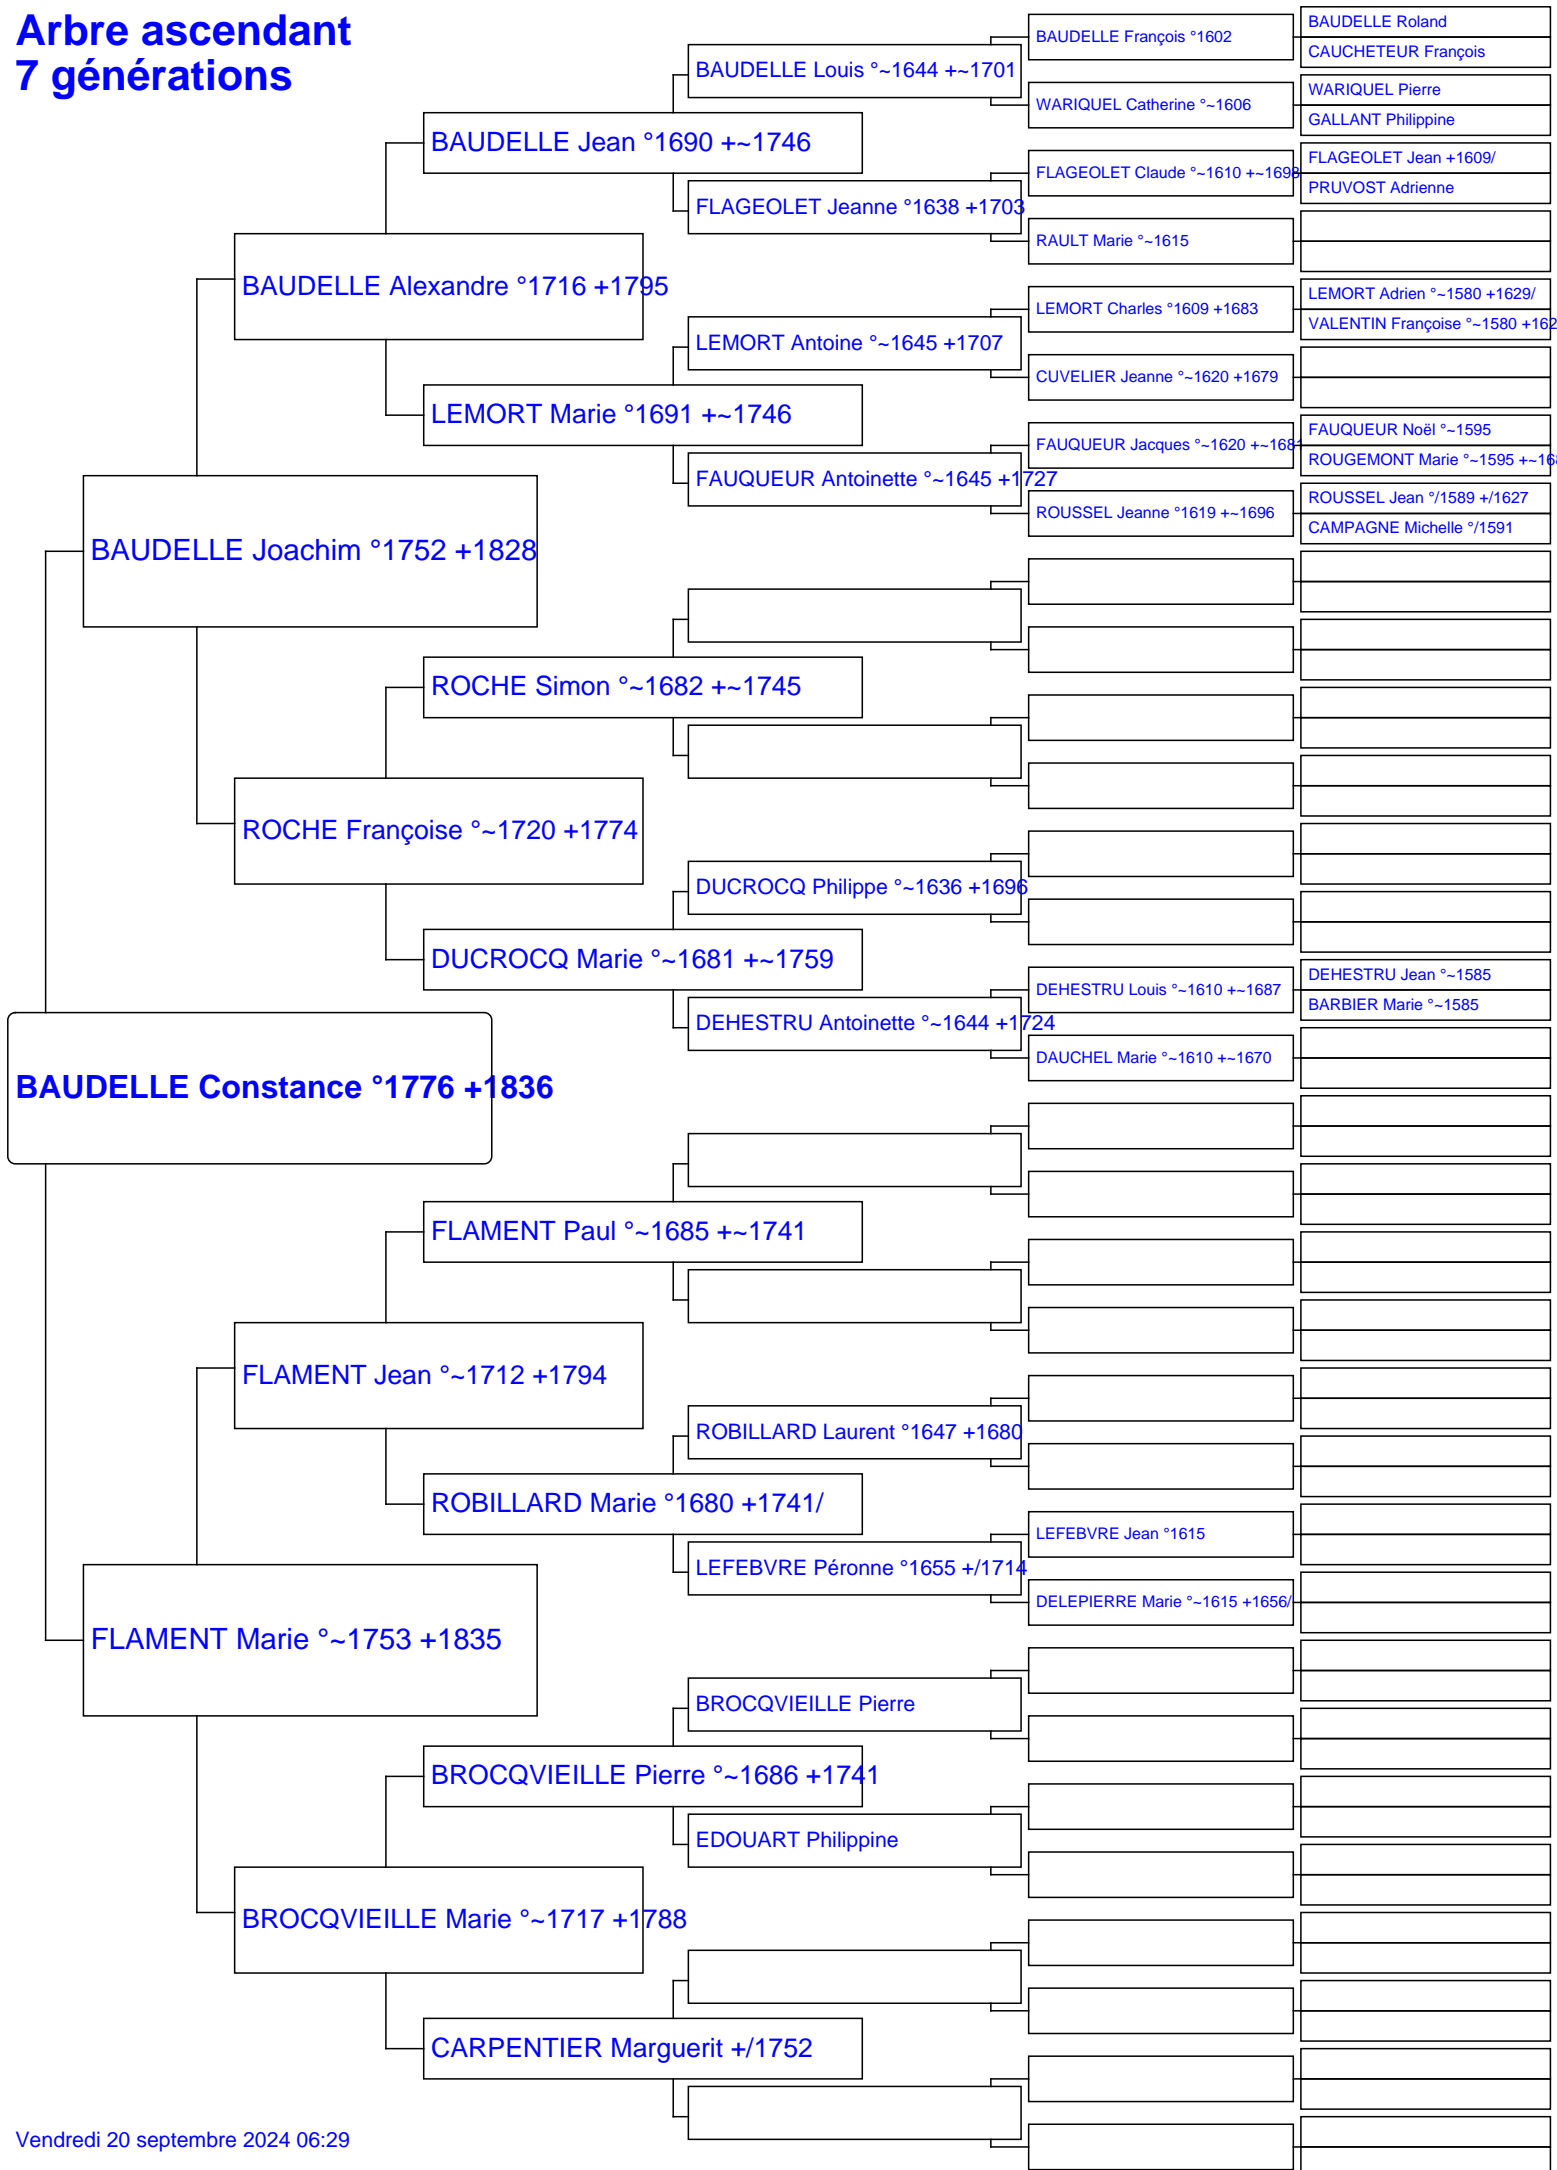 Arbre ascendant
7 générations
BAUDELLE Roland
BAUDELLE François °1602
CAUCHETEUR François
BAUDELLE Louis °~1644 +~1701
WARIQUEL Pierre
WARIQUEL Catherine °~1606
GALLANT Philippine
BAUDELLE Jean °1690 +~1746
FLAGEOLET Jean +1609/
FLAGEOLET Claude °~1610 +~1698
PRUVOST Adrienne
FLAGEOLET Jeanne °1638 +1703
RAULT Marie °~1615
BAUDELLE Alexandre °1716 +1795
LEMORT Adrien °~1580 +1629/
LEMORT Charles °1609 +1683
VALENTIN Françoise °~1580 +162
LEMORT Antoine °~1645 +1707
CUVELIER Jeanne °~1620 +1679
LEMORT Marie °1691 +~1746
FAUQUEUR Noël °~1595
FAUQUEUR Jacques °~1620 +~1681
ROUGEMONT Marie °~1595 +~168
FAUQUEUR Antoinette °~1645 +1727
ROUSSEL Jean °/1589 +/1627
ROUSSEL Jeanne °1619 +~1696
CAMPAGNE Michelle °/1591
BAUDELLE Joachim °1752 +1828
ROCHE Simon °~1682 +~1745
ROCHE Françoise °~1720 +1774
DUCROCQ Philippe °~1636 +1696
DUCROCQ Marie °~1681 +~1759
DEHESTRU Jean °~1585
DEHESTRU Louis °~1610 +~1687
BARBIER Marie °~1585
DEHESTRU Antoinette °~1644 +1724
DAUCHEL Marie °~1610 +~1670
BAUDELLE Constance °1776 +1836
FLAMENT Paul °~1685 +~1741
FLAMENT Jean °~1712 +1794
ROBILLARD Laurent °1647 +1680
ROBILLARD Marie °1680 +1741/
LEFEBVRE Jean °1615
LEFEBVRE Péronne °1655 +/1714
DELEPIERRE Marie °~1615 +1656/
FLAMENT Marie °~1753 +1835
BROCQVIEILLE Pierre
BROCQVIEILLE Pierre °~1686 +1741
EDOUART Philippine
BROCQVIEILLE Marie °~1717 +1788
CARPENTIER Marguerit +/1752
Vendredi 20 septembre 2024 06:29